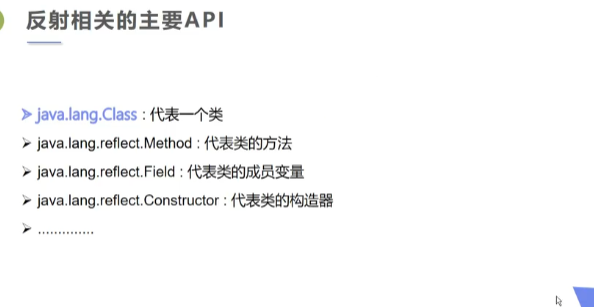 反射相关的主要API
➢ java.lang.Class : 代表一个类
➢ java.lang.reflect.Method : 代表类的方法
➢ java.lang.reflect.Field : 代表类的成员变量
➢ java.lang.reflect.Constructor : 代表类的构造器
➢ ..............